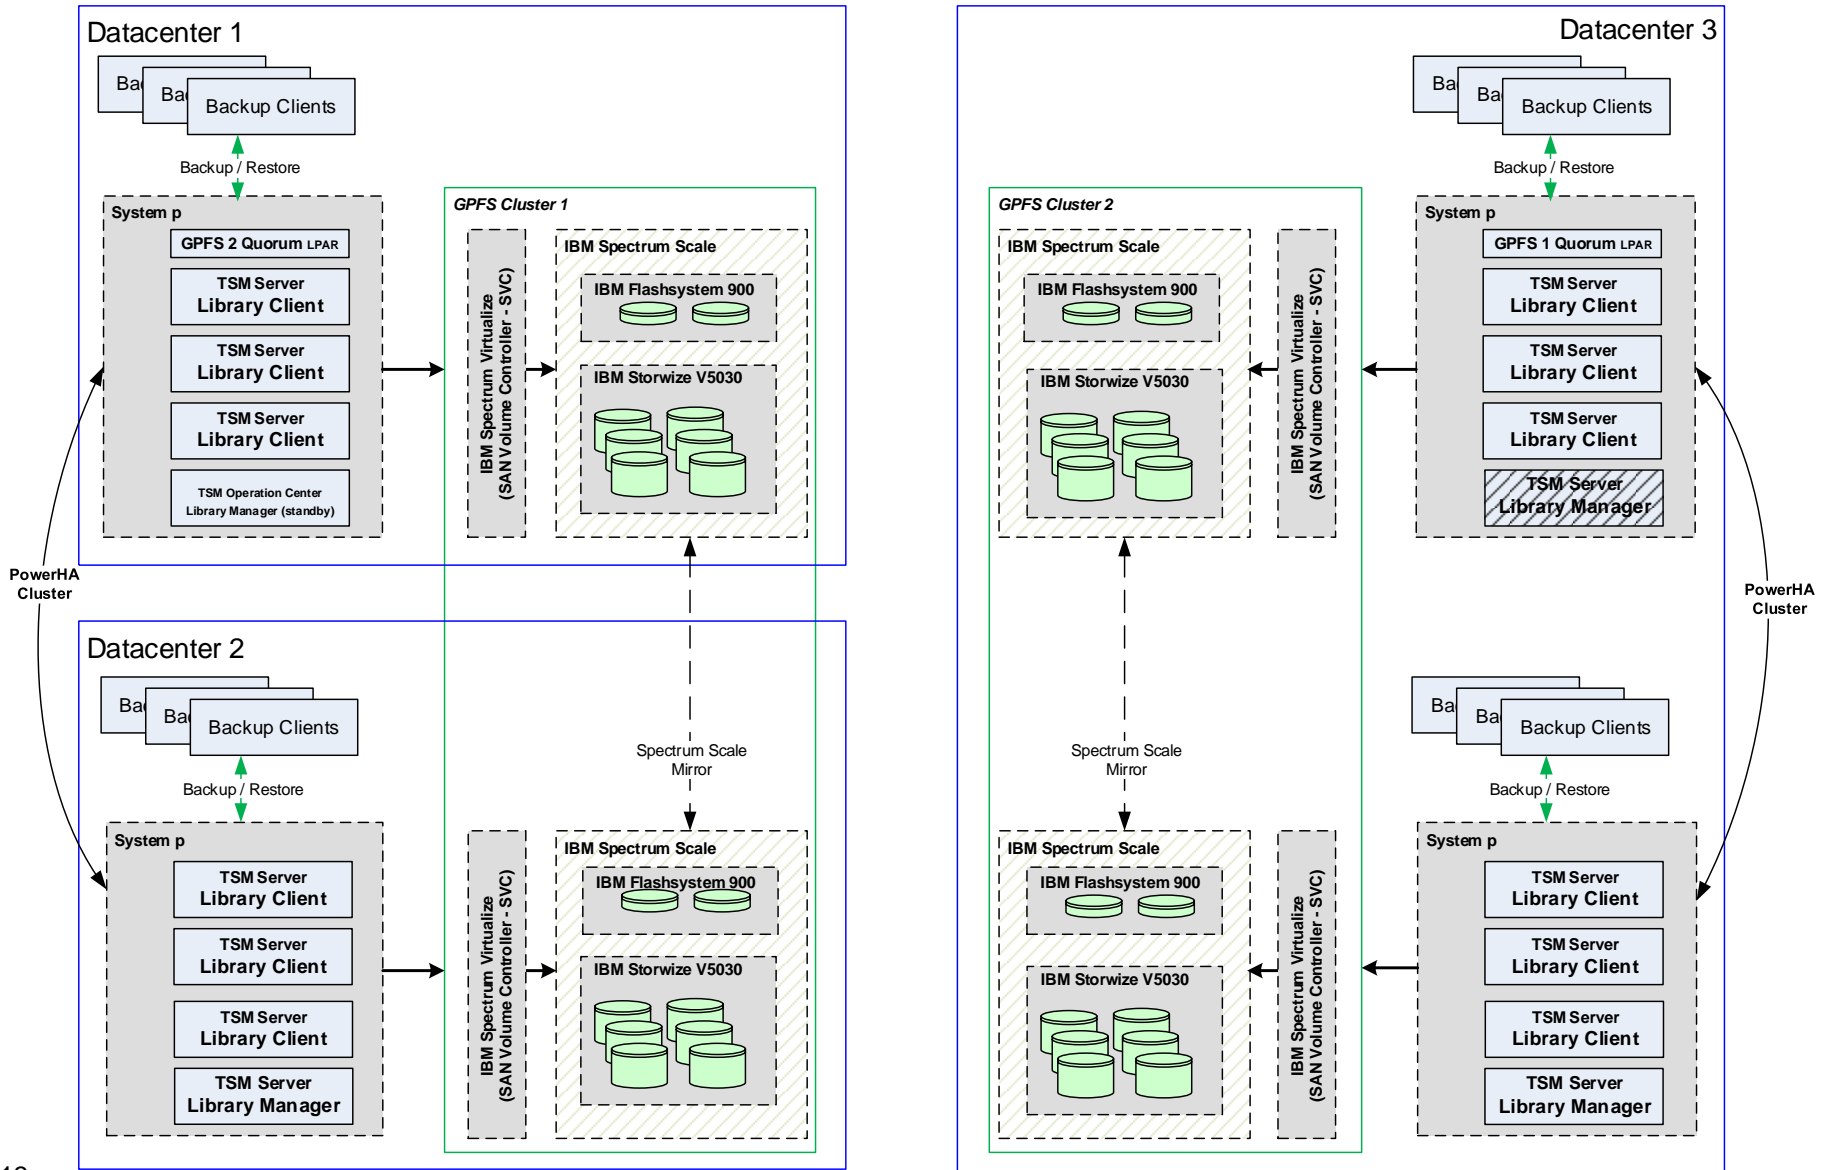 Datacenter 1
Bac
Bac
Backup Clients
Backup / Restore
System p
GPFS 2 Quorum LPAR
TSM Server
Library Client
TSM Server
Library Client
TSM Server
Library Client
TSM Operation Center
Library Manager (standby)
GPFS Cluster 1
IBM Spectrum Virtualize
(SAN Volume Controller - SVC)
IBM Spectrum Scale
IBM Flashsystem 900
IBM Storwize V5030
PowerHA
Cluster
Datacenter 2
Bac
Bac
Backup Clients
Backup / Restore
System p
TSM Server
Library Client
TSM Server
Library Client
TSM Server
Library Client
TSM Server
Library Manager
Spectrum Scale
Mirror
IBM Spectrum Virtualize
(SAN Volume Controller - SVC)
IBM Spectrum Scale
IBM Flashsystem 900
IBM Storwize V5030
Datacenter 3
GPFS Cluster 2
IBM Spectrum Scale
IBM Flashsystem 900
IBM Storwize V5030
IBM Spectrum Virtualize
(SAN Volume Controller - SVC)
Bac
Bac
Backup Clients
Backup / Restore
System p
GPFS 1 Quorum LPAR
TSM Server
Library Client
TSM Server
Library Client
TSM Server
Library Client
TSM Server
Library Manager
PowerHA
Cluster
Spectrum Scale
Mirror
IBM Spectrum Scale
IBM Flashsystem 900
IBM Storwize V5030
IBM Spectrum Virtualize
(SAN Volume Controller - SVC)
Bac
Bac
Backup Clients
Backup / Restore
System p
TSM Server
Library Client
TSM Server
Library Client
TSM Server
Library Client
TSM Server
Library Manager